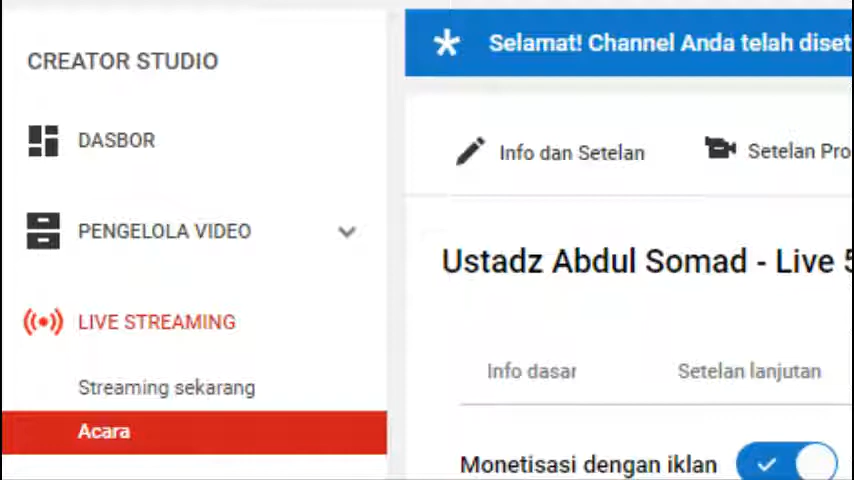 CREATOR STUDIO
DASBOR
PENGELOLA VIDEO
LIVE STREAMING
Streaming sekarang
Acara
Selamat! Channel Anda telah diset
Info dan Setelan
Setelan Pro
Ustadz Abdul Somad - Live 5
Info dasar
Setelan lanjutan
Monetisasi dengan iklan